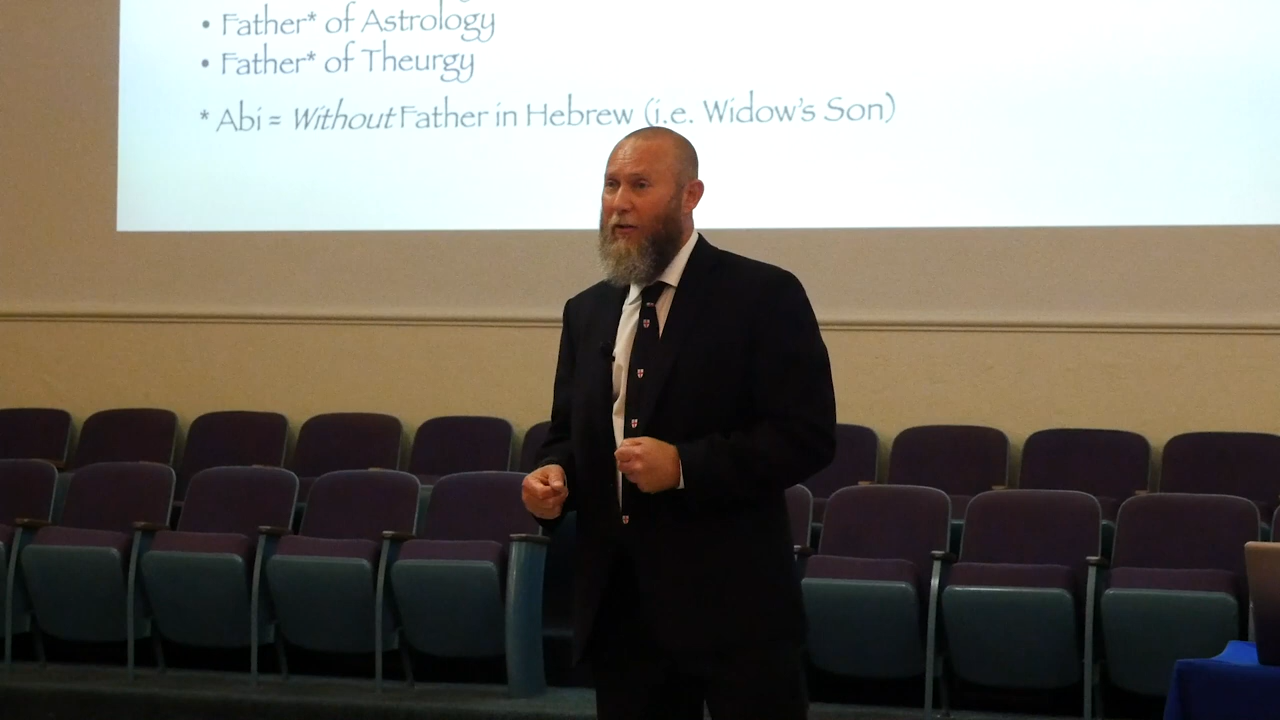 • Father* of Astrology
• Father* of Theurgy
* Abi = Without Father in Hebrew (i.e. Widow's Son)